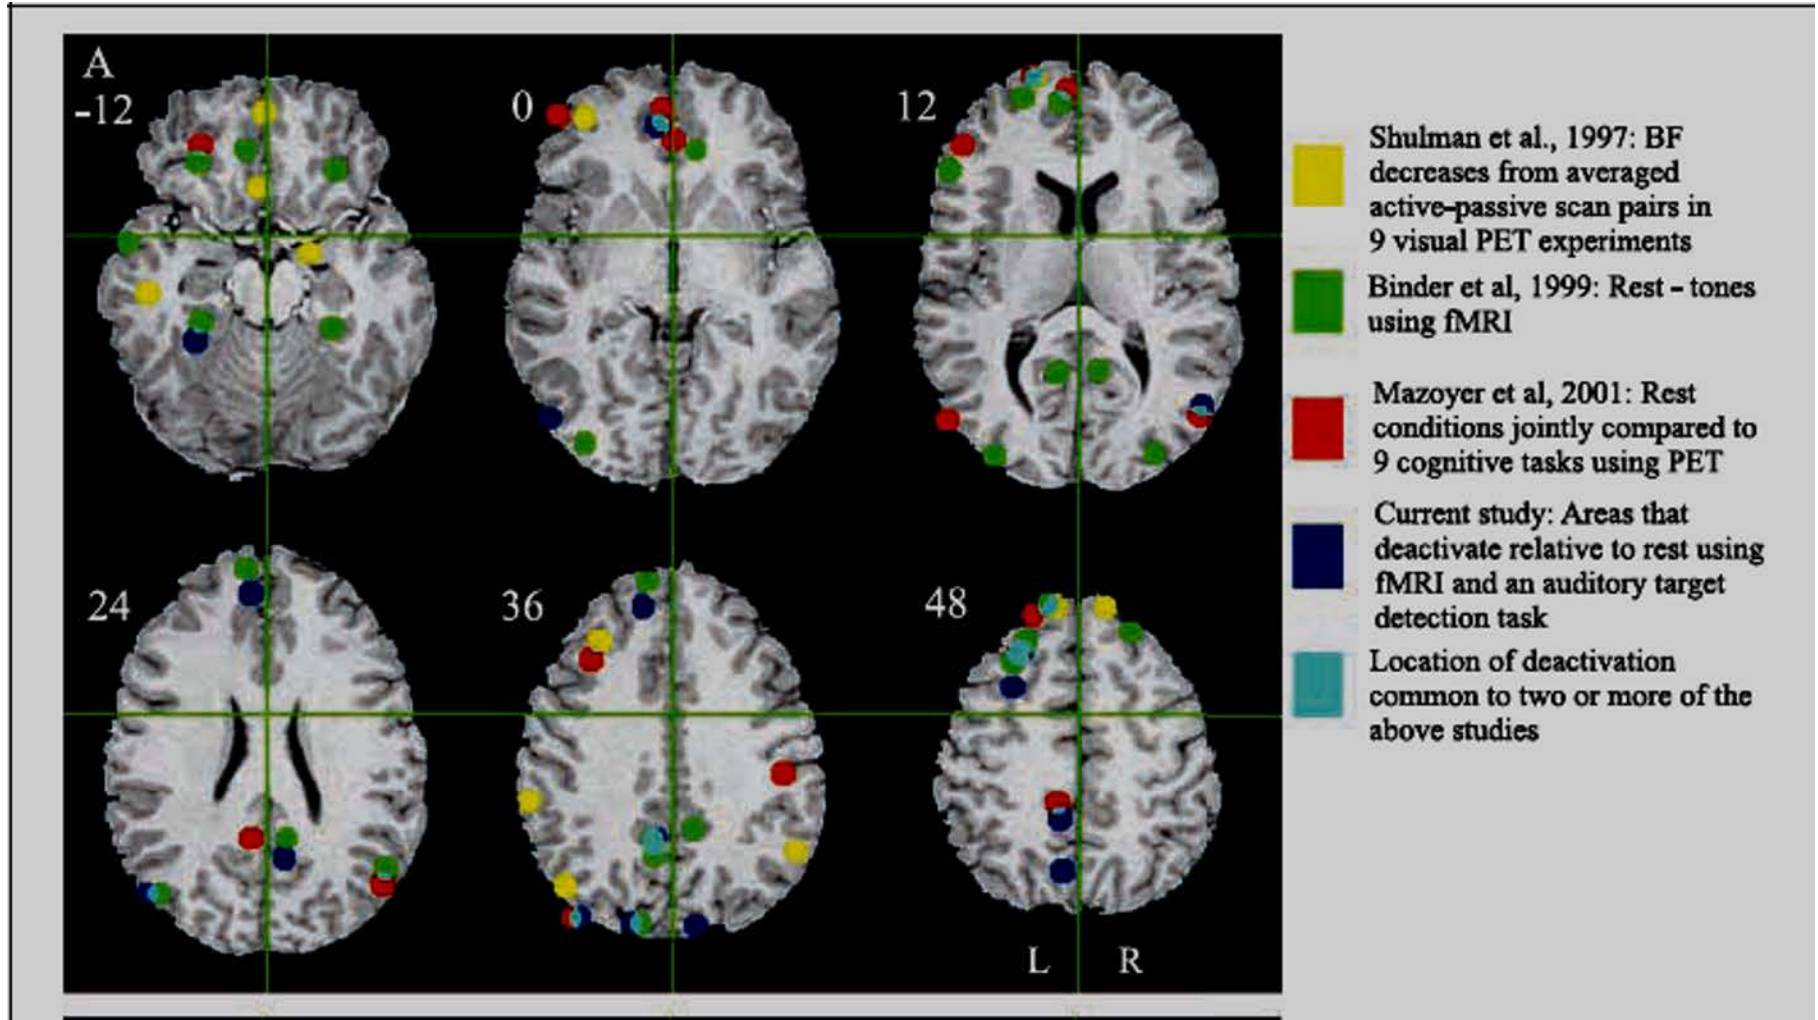 A
-12
0
12
24
36
48
L R
Shulman et al., 1997: BF
decreases from averaged
active-passive scan pairs in
9 visual PET experiments
Binder et al, 1999: Rest - tones
using fMRI
Mazoyer et al, 2001: Rest
conditions jointly compared to
9 cognitive tasks using PET
Current study: Areas that
deactivate relative to rest using
fMRI and an auditory target
detection task
Location of deactivation
common to two or more of the
above studies